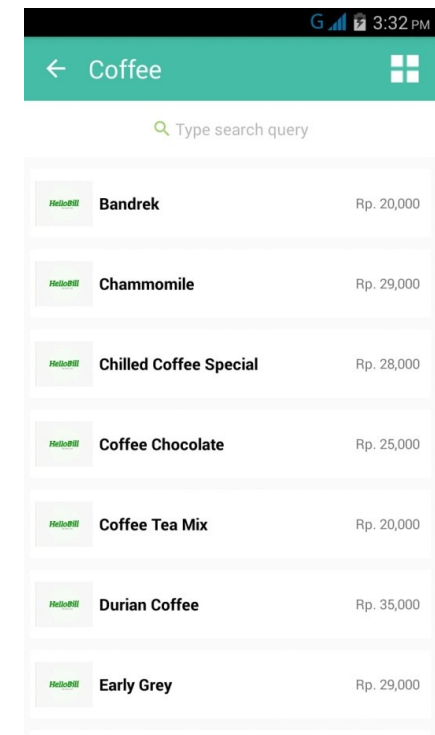 G 3:32 PM
Coffee
Type search query
HelloBill Bandrek Rp. 20,000
HelloBill Chammomile Rp. 29,000
HelloBill Chilled Coffee Special Rp. 28,000
HelloBill Coffee Chocolate Rp. 25,000
HelloBill Coffee Tea Mix Rp. 20,000
HelloBill Durian Coffee Rp. 35,000
HelloBill Early Grey Rp. 29,000